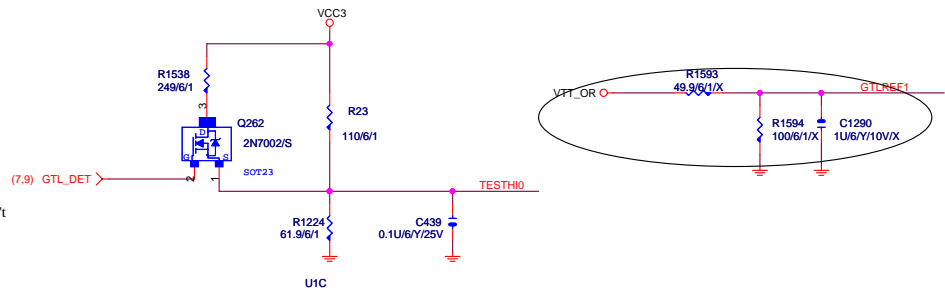 VCC3
R1538
249/6/1
3
Q262
D
2N7002/S
G
S
SOT23
2
1
R23
110/6/1
(7,9) GTL_DET
TESTHI0
/t
R1224
61.9/6/1
C439
0.1U/6/Y/25V
U1C
R1593
49.9/6/1/X
VTT_OR
GTLREF1
R1594
100/6/1/X
C1290
1U/6/Y/10V/X